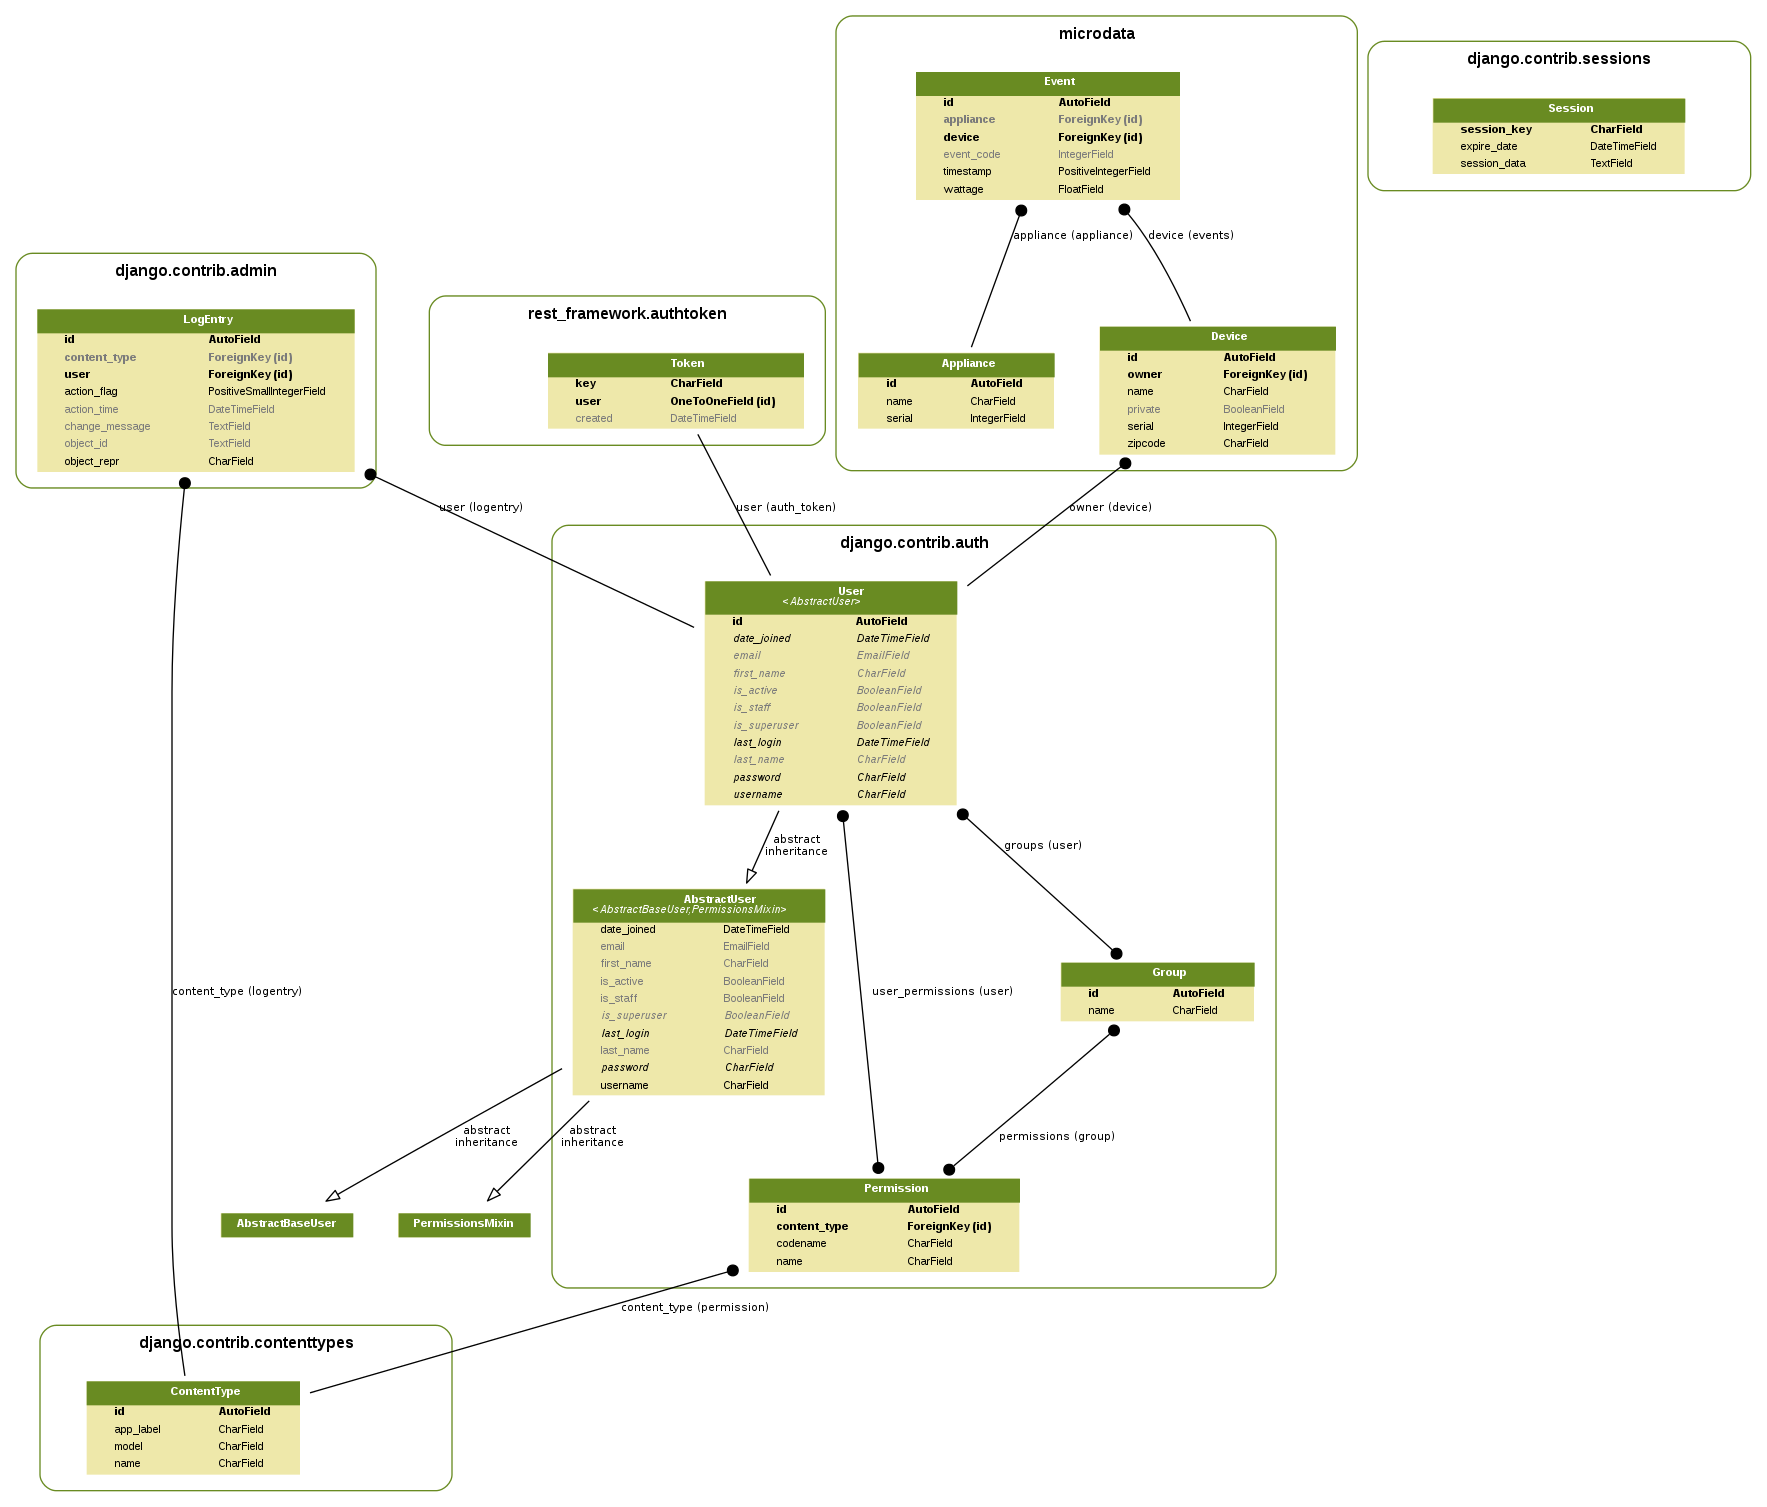 microdata
Event
id AutoField
appliance ForeignKey (id)
device ForeignKey (id)
event_code IntegerField
timestamp PositiveIntegerField
wattage FloatField
appliance (appliance)
device (events)
Appliance
id AutoField
name CharField
serial IntegerField
Device
id AutoField
owner ForeignKey (id)
name CharField
private BooleanField
serial IntegerField
zipcode CharField
django.contrib.sessions
Session
session_key CharField
expire_date DateTimeField
session_data TextField
django.contrib.admin
LogEntry
id AutoField
content_type ForeignKey (id)
user ForeignKey (id)
action_flag PositiveSmallIntegerField
action_time DateTimeField
change_message TextField
object_id TextField
object_repr CharField
rest_framework.authtoken
Token
key CharField
user OneToOneField (id)
created DateTimeField
user (logentry)
user (auth_token)
owner (device)
django.contrib.auth
User
<AbstractUser>
id AutoField
date_joined DateTimeField
email EmailField
first_name CharField
is_active BooleanField
is_staff BooleanField
is_superuser BooleanField
last_login DateTimeField
last_name CharField
password CharField
username CharField
abstract
inheritance
groups (user)
AbstractUser
<AbstractBaseUser,PermissionsMixin>
date_joined DateTimeField
email EmailField
first_name CharField
is_active BooleanField
is_staff BooleanField
is_superuser BooleanField
last_login DateTimeField
last_name CharField
password CharField
username CharField
Group
id AutoField
name CharField
content_type (logentry)
user_permissions (user)
abstract
inheritance
abstract
inheritance
permissions (group)
AbstractBaseUser
PermissionsMixin
Permission
id AutoField
content_type ForeignKey (id)
codename CharField
name CharField
content_type (permission)
django.contrib.contenttypes
ContentType
id AutoField
app_label CharField
model CharField
name CharField